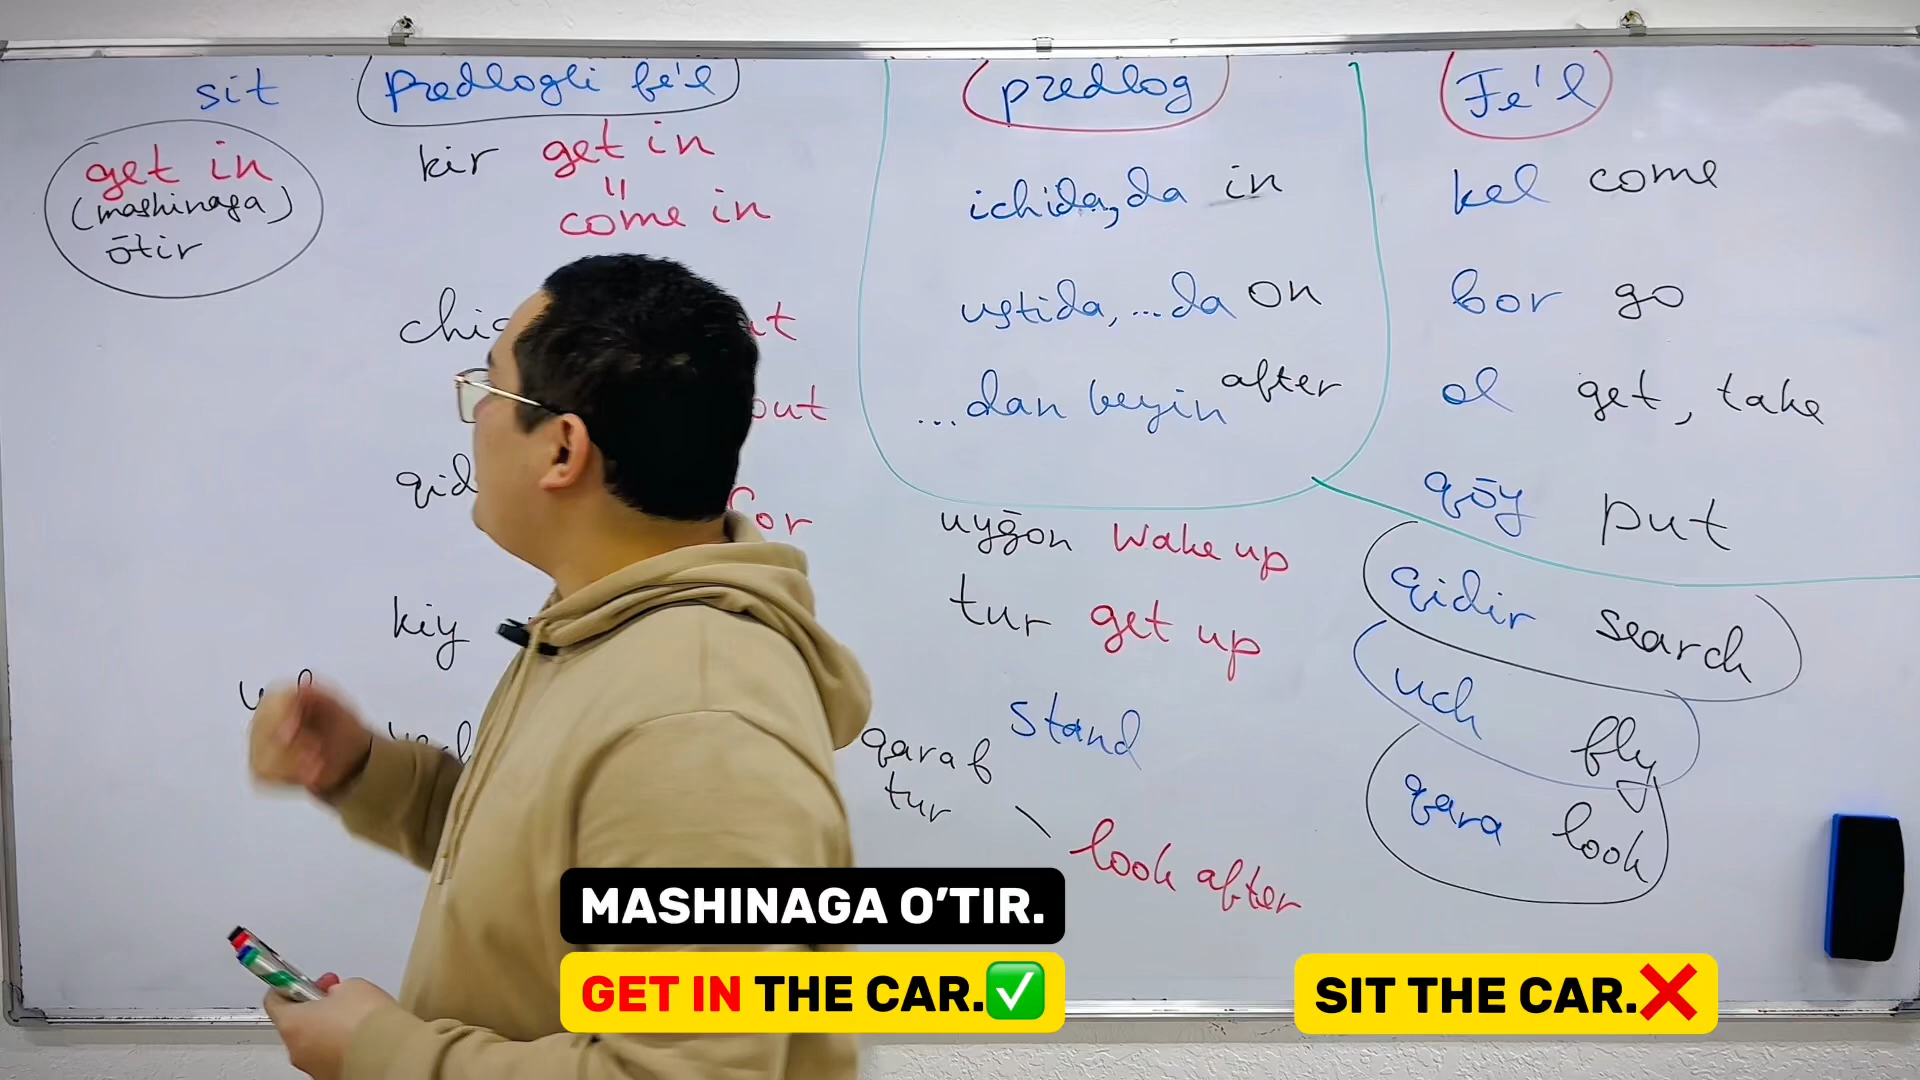 sit
get in
(mashinaga)
ōtir
Predlogli fe'l
kir get in
"
come in
out
kiy
predlog
ichida, da in
ustida, ...da on
...dan keyin after
uyğon wake up
tur get up
stand
qarab
tur
look after
Fe'l
kel come
bor go
ol get, take
qōy put
qidir search
uch fly
qara look
MASHINAGA O'TIR.
GET IN THE CAR.✅
SIT THE CAR.❌